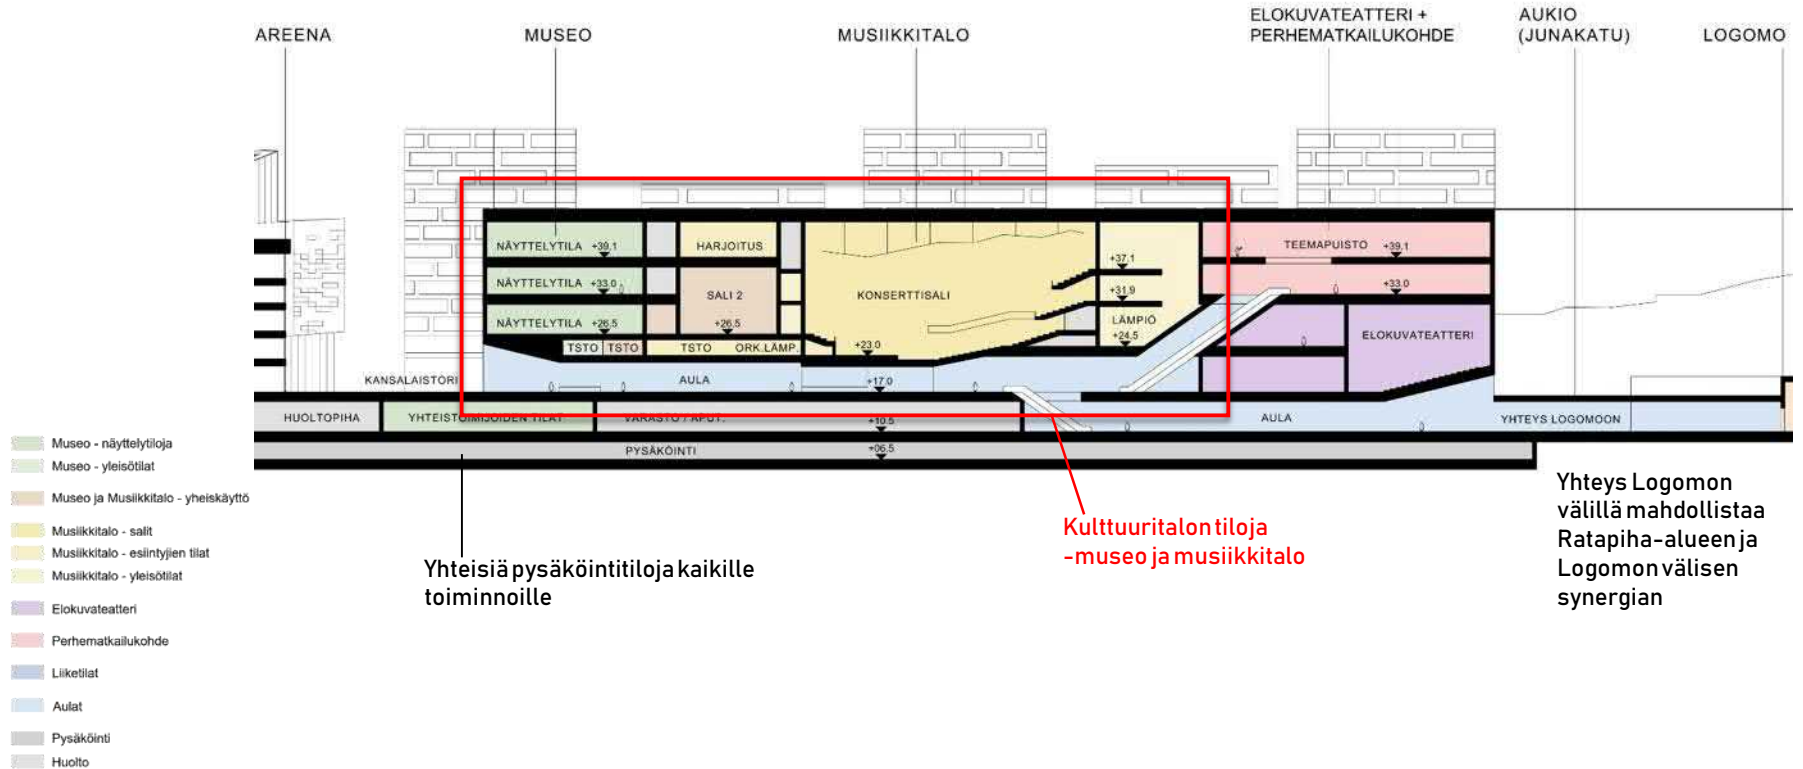 AREENA
MUSEO
MUSIIKKITALO
ELOKUVATEATTERI +
PERHEMATKAILUKOHDE
AUKIO
(JUNAKATU)
LOGOMO
NÄYTTELYTILA +39.1
HARJOITUS
TEEMAPUISTO +39.1
+37.1
NÄYTTELYTILA +33.0
SALI 2
KONSERTTISALI
+31.9
+33.0
NÄYTTELYTILA +26.5
+26.5
LÄMPIÖ
+24.5
ELOKUVATEATTERI
TSTO
TSTO
TSTO
ORK.LÄMP.
+23.0
KANSALAISTORI
AULA
+17.0
HUOLTOPIHA
YHTEISTOIMIJOIDEN TILAT
VARASTO / APUT.
+10.5
AULA
YHTEYS LOGOMOON
PYSÄKÖINTI
+06.5
Museo - näyttelytiloja
Museo - yleisötilat
Museo ja Musiikkitalo - yheiskäyttö
Musiikkitalo - salit
Musiikkitalo - esiintyjien tilat
Musiikkitalo - yleisötilat
Elokuvateatteri
Perhematkailukohde
Liiketilat
Aulat
Pysäköinti
Huolto
Yhteisiä pysäköintitiloja kaikille
toiminnoille
Kulttuuritalon tiloja
-museo ja musiikkitalo
Yhteys Logomon
välillä mahdollistaa
Ratapiha-alueen ja
Logomon välisen
synergian